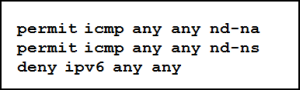 permit icmp any any nd-na
permit icmp any any nd-ns
deny ipv6 any any